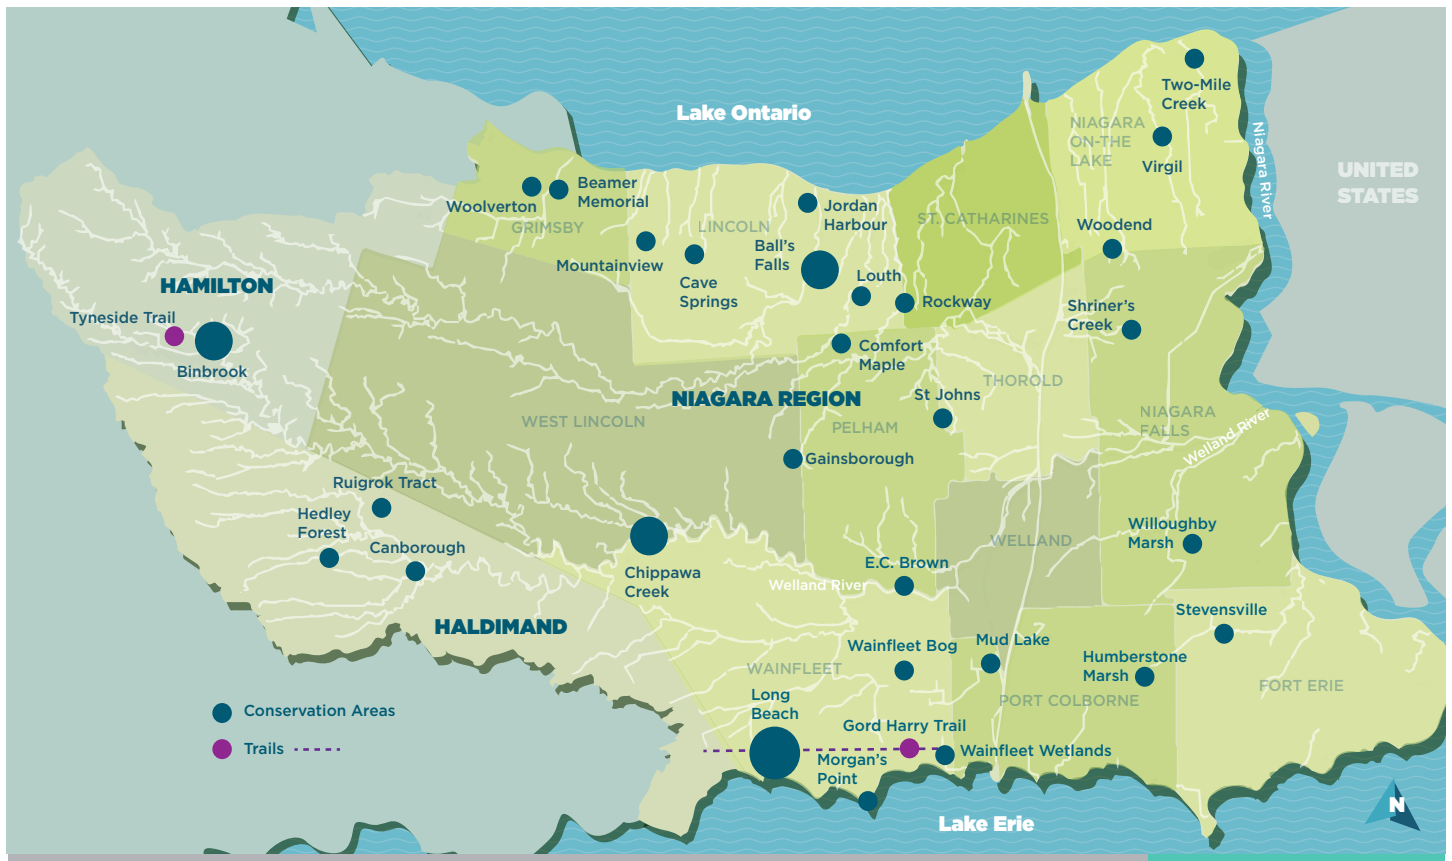 Lake Ontario
Two-Mile
Creek
NIAGARA
ON-THE
LAKE
Virgil
Niagara River
UNITED
STATES
Beamer
Memorial
Woolverton
GRIMSBY
Jordan
Harbour
LINCOLN
ST. CATHARINES
Woodend
Mountainview
Ball's
Falls
Cave
Springs
Louth
Rockway
HAMILTON
Tyneside Trail
Binbrook
Shriner's
Creek
Comfort
Maple
THOROLD
NIAGARA REGION
St Johns
WEST LINCOLN
PELHAM
NIAGARA
FALLS
Welland River
Gainsborough
Ruigrok Tract
Hedley
Forest
Canborough
Willoughby
Marsh
WELLAND
Chippawa
Creek
E.C. Brown
Welland River
Stevensville
HALDIMAND
Wainfleet Bog
Mud Lake
Humberstone
Marsh
WAINFLEET
FORT ERIE
Long
Beach
PORT COLBORNE
Conservation Areas
Gord Harry Trail
Trails
Wainfleet Wetlands
Morgan's
Point
Lake Erie
N